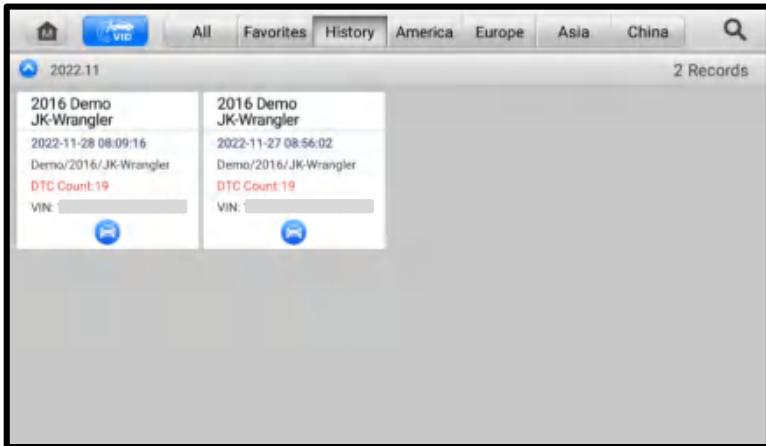 M VID All Favorites History America Europe Asia China
2022.11 2 Records
2016 Demo
JK-Wrangler
2022-11-28 08:09:16
Demo/2016/JK-Wrangler
DTC Count:19
VIN:
2016 Demo
JK-Wrangler
2022-11-27 08:56:02
Demo/2016/JK-Wrangler
DTC Count:19
VIN: